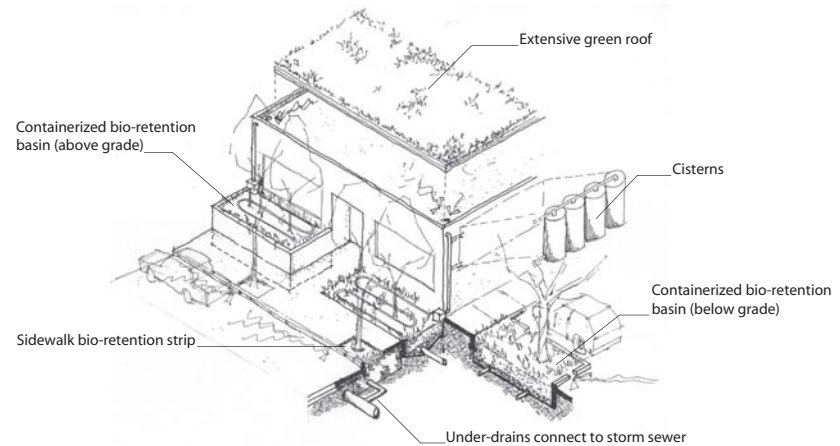 Extensive green roof
Containerized bio-retention
basin (above grade)
Cisterns
Containerized bio-retention
basin (below grade)
Sidewalk bio-retention strip
Under-drains connect to storm sewer